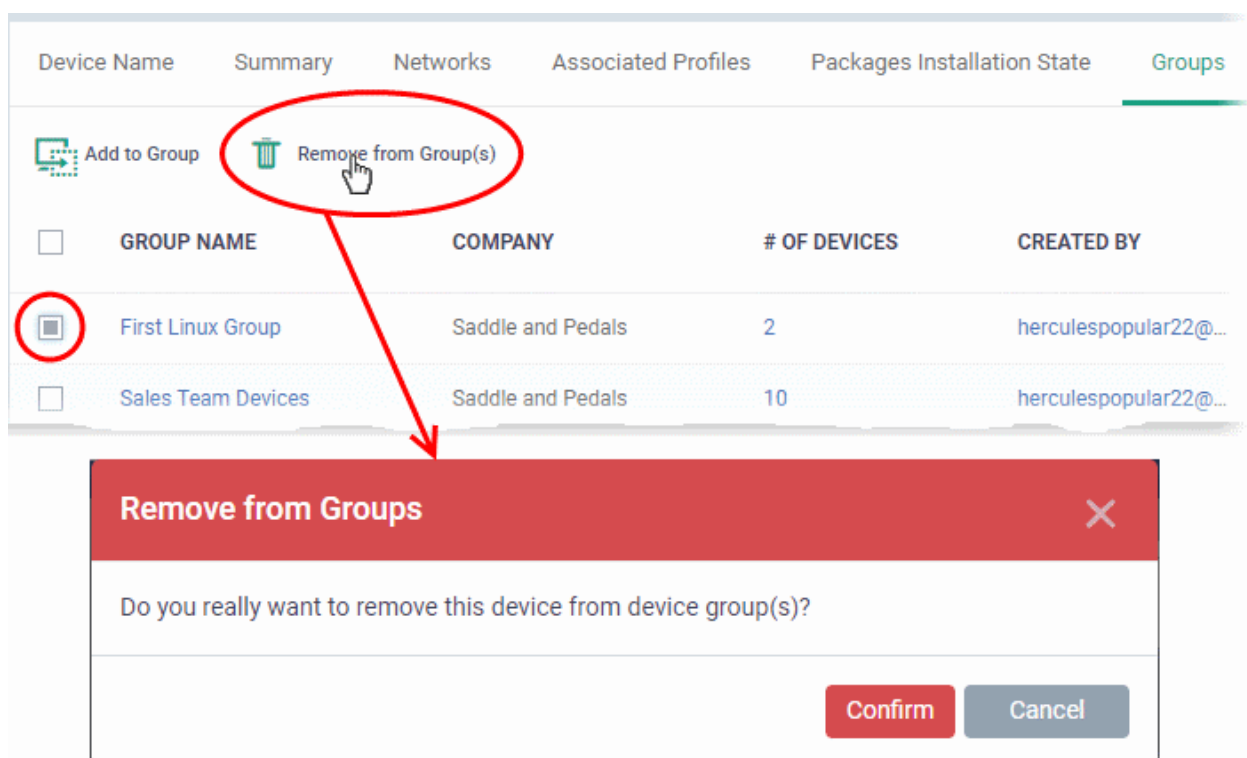 Device Name Summary Networks Associated Profiles Packages Installation State Groups
Add to Group Remove from Group(s)
GROUP NAME COMPANY # OF DEVICES CREATED BY
First Linux Group Saddle and Pedals 2 herculespopular22@...
Sales Team Devices Saddle and Pedals 10 herculespopular22@...
Remove from Groups
Do you really want to remove this device from device group(s)?
Confirm Cancel